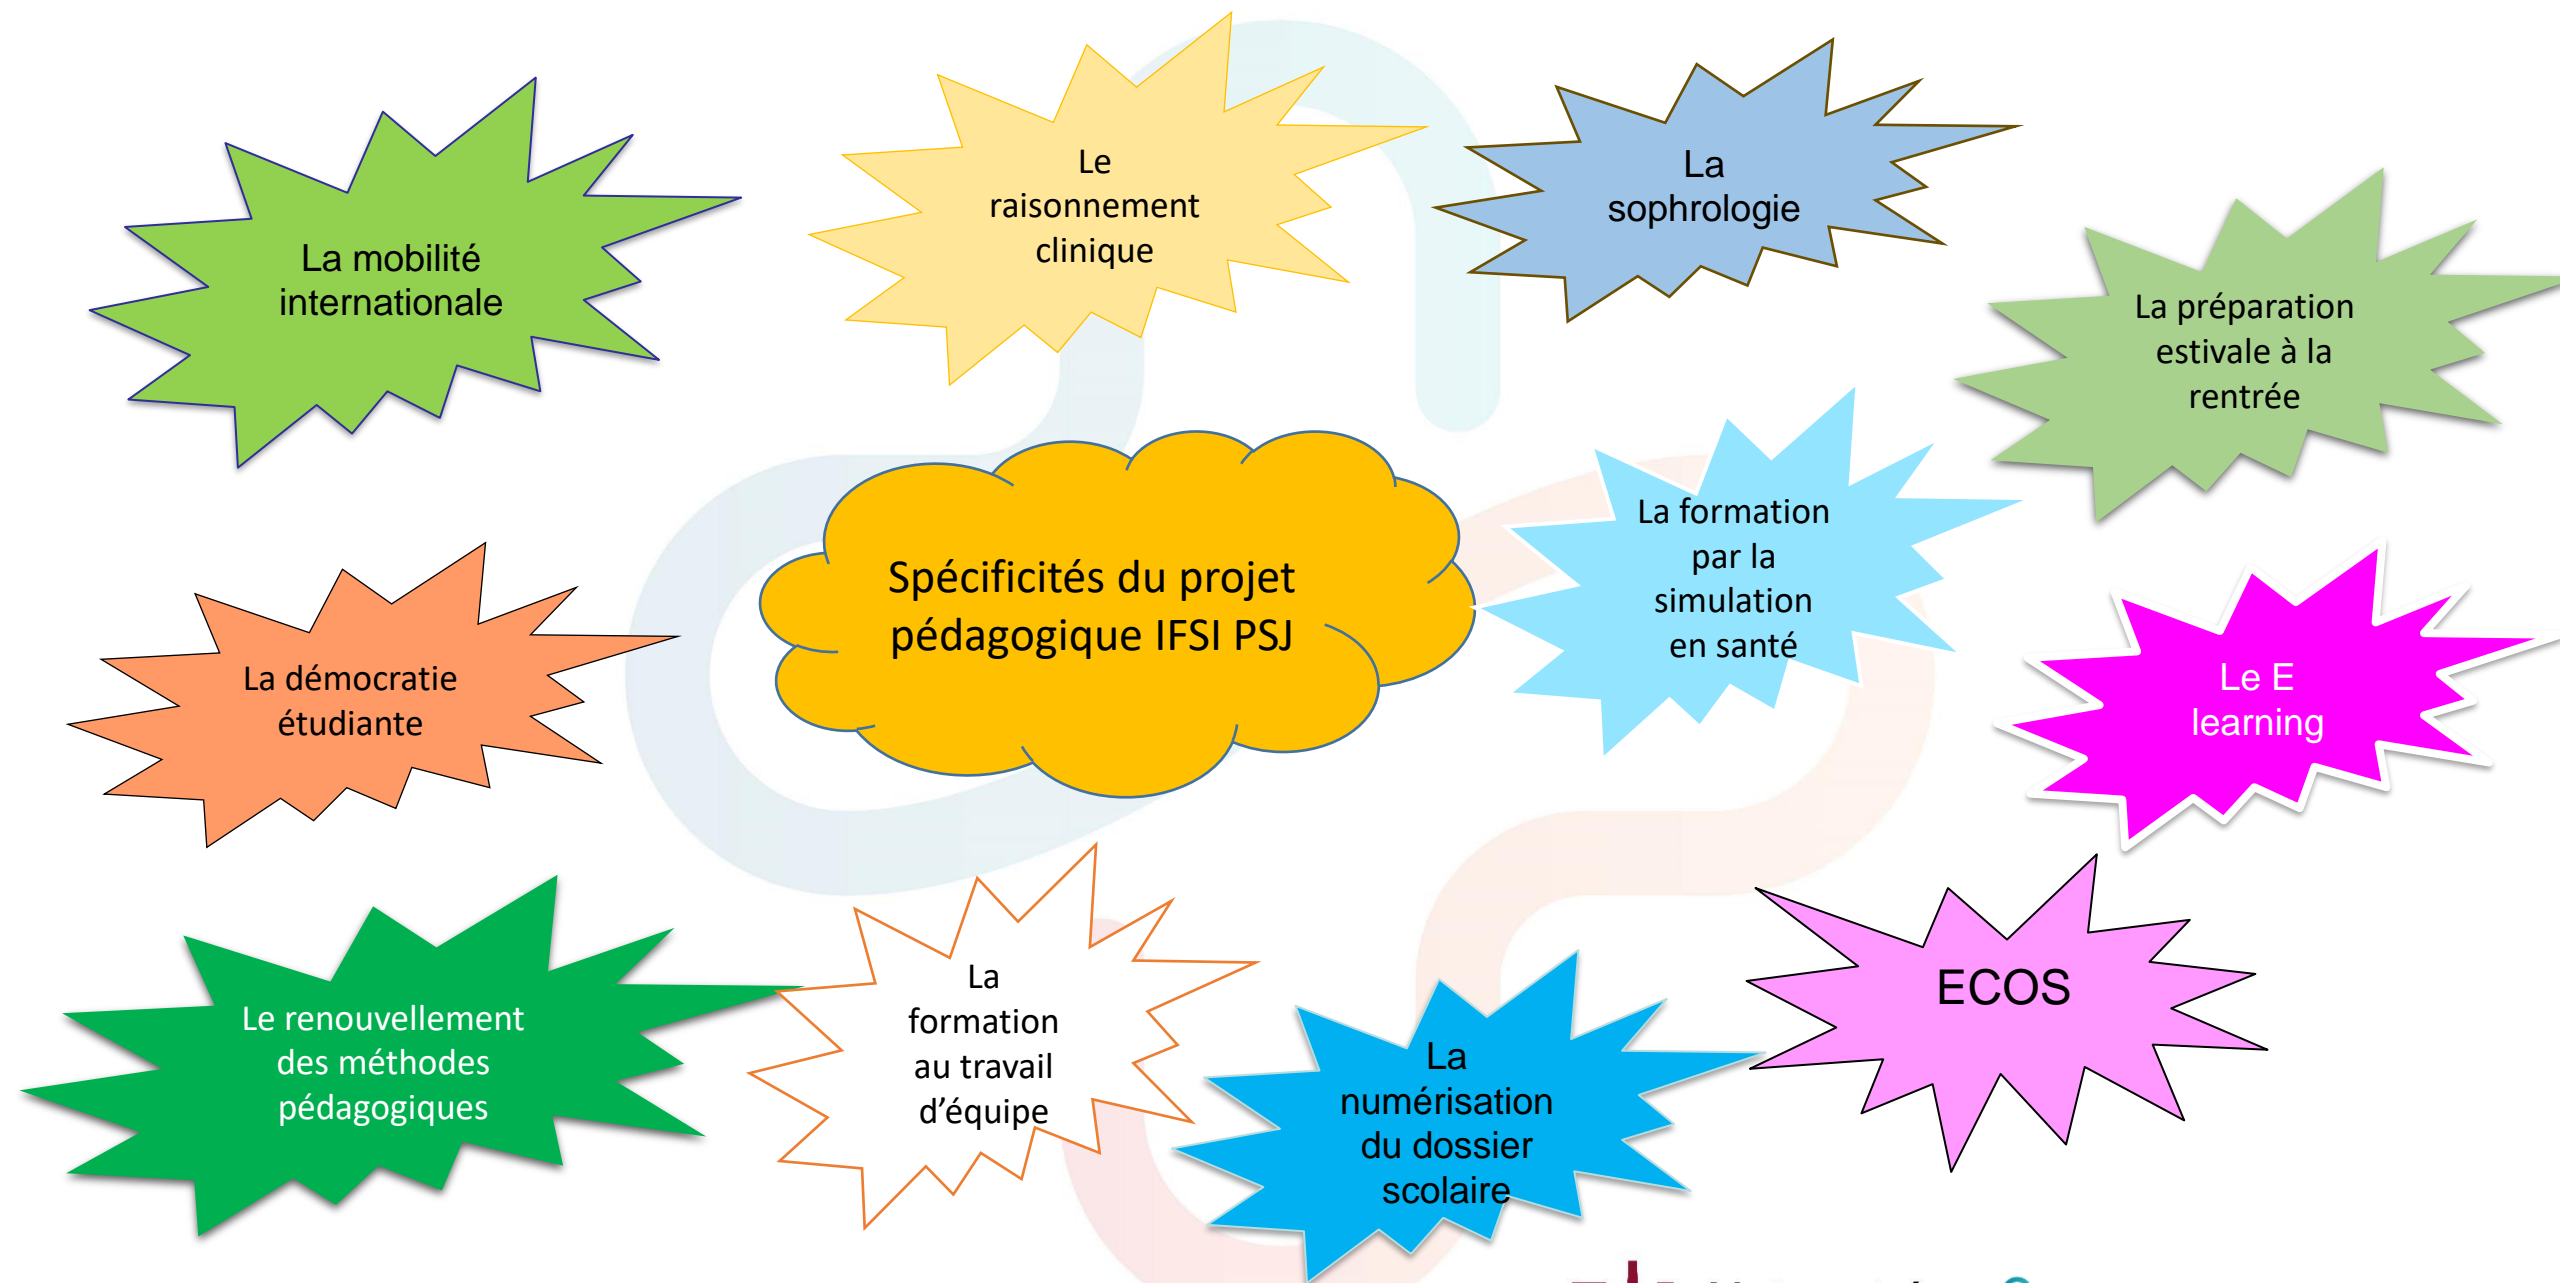 La mobilité
internationale
Le
raisonnement
clinique
La
sophrologie
La préparation
estivale à la
rentrée
Spécificités du projet
pédagogique IFSI PSJ
La formation
par la
simulation
en santé
La démocratie
étudiante
Le E
learning
Le renouvellement
des méthodes
pédagogiques
La
formation
au travail
d’équipe
La
numérisation
du dossier
scolaire
ECOS